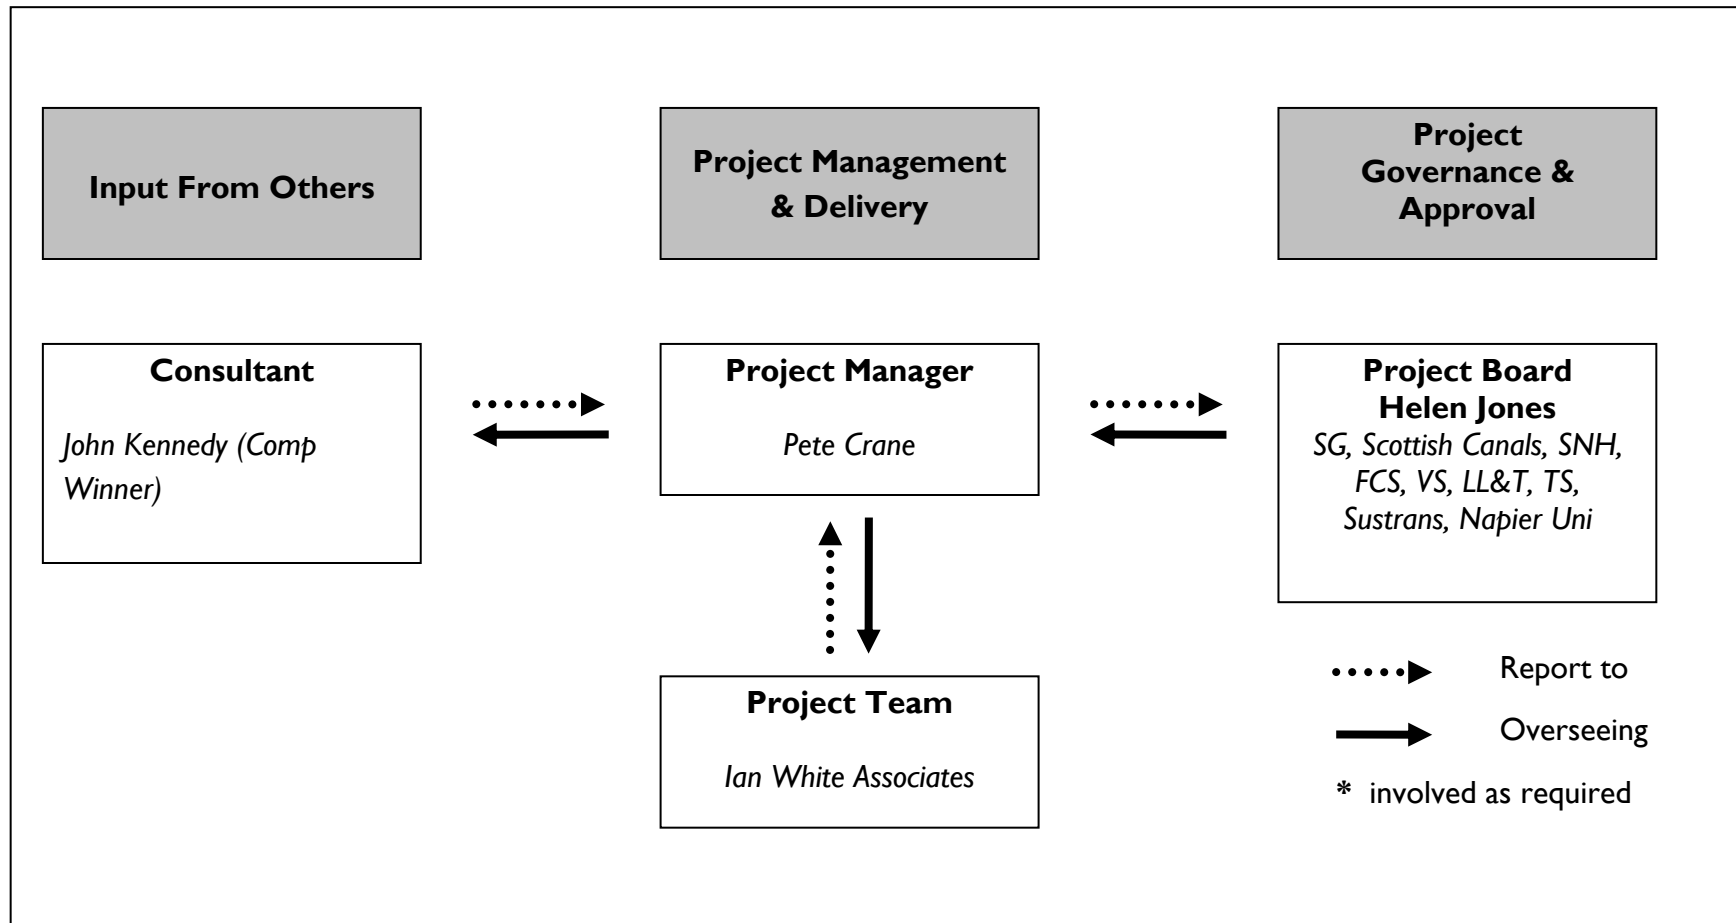 Input From Others
Project Management
& Delivery
Project
Governance &
Approval
Consultant
John Kennedy (Comp
Winner)
Project Manager
Pete Crane
Project Board
Helen Jones
SG, Scottish Canals, SNH,
FCS, VS, LL&T, TS,
Sustrans, Napier Uni
Project Team
Ian White Associates
Report to
Overseeing
* involved as required